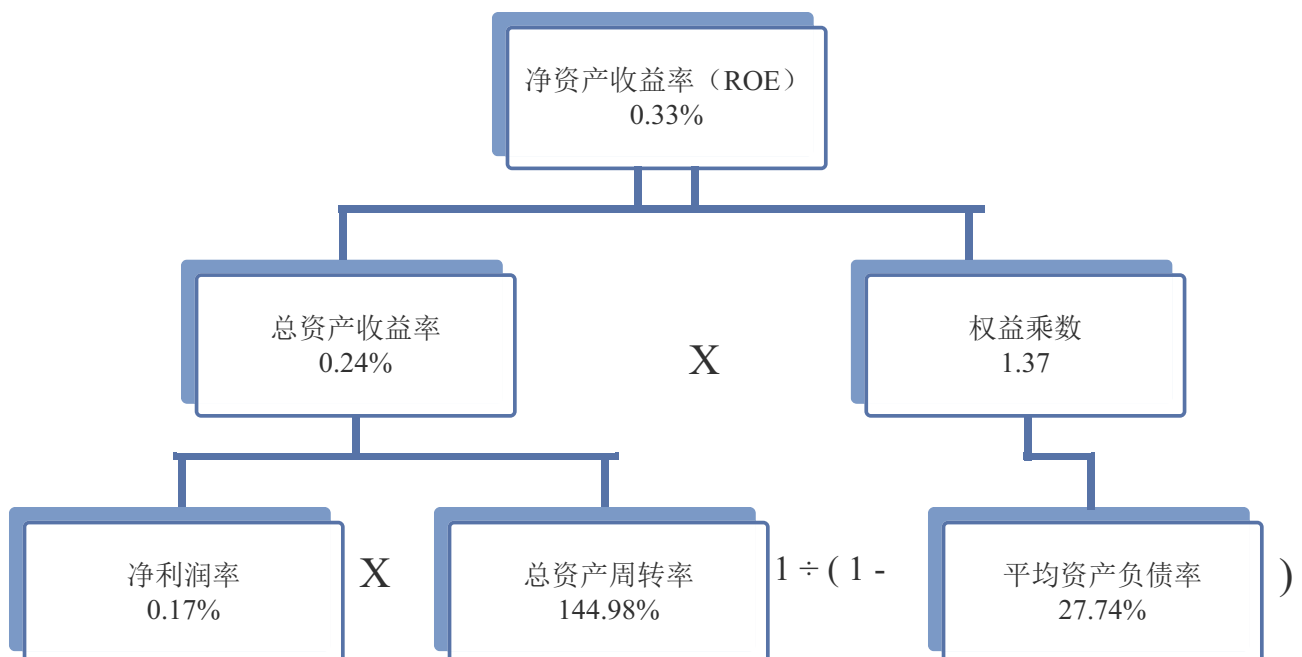 净资产收益率（ROE）
0.33%
总资产收益率
0.24%
X
权益乘数
1.37
净利润率
0.17%
X
总资产周转率
144.98%
1 ÷ ( 1 -
平均资产负债率
27.74%
)